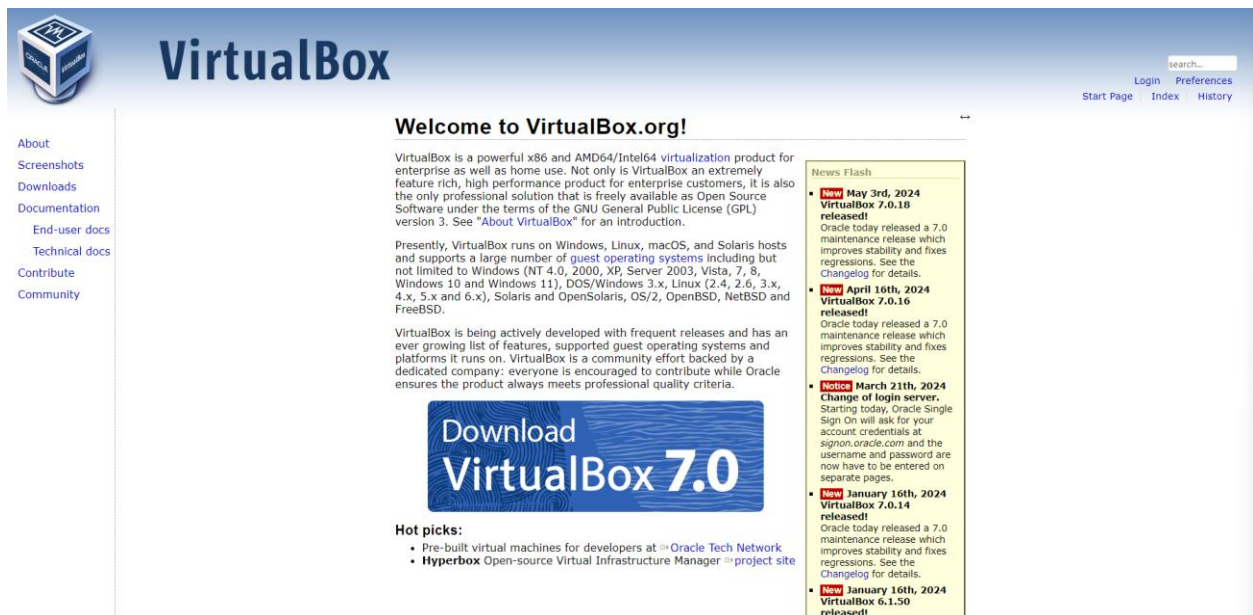 ORACLE
VirtualBox
VirtualBox
search...
Login Preferences
Start Page Index History
About
Screenshots
Downloads
Documentation
End-user docs
Technical docs
Contribute
Community
Welcome to VirtualBox.org!
VirtualBox is a powerful x86 and AMD64/Intel64 virtualization product for
enterprise as well as home use. Not only is VirtualBox an extremely
feature rich, high performance product for enterprise customers, it is also
the only professional solution that is freely available as Open Source
Software under the terms of the GNU General Public License (GPL)
version 3. See "About VirtualBox" for an introduction.
Presently, VirtualBox runs on Windows, Linux, macOS, and Solaris hosts
and supports a large number of guest operating systems including but
not limited to Windows (NT 4.0, 2000, XP, Server 2003, Vista, 7, 8,
Windows 10 and Windows 11), DOS/Windows 3.x, Linux (2.4, 2.6, 3.x,
4.x, 5.x and 6.x), Solaris and OpenSolaris, OS/2, OpenBSD, NetBSD and
FreeBSD.
VirtualBox is being actively developed with frequent releases and has an
ever growing list of features, supported guest operating systems and
platforms it runs on. VirtualBox is a community effort backed by a
dedicated company: everyone is encouraged to contribute while Oracle
ensures the product always meets professional quality criteria.
Download
VirtualBox 7.0
Hot picks:
• Pre-built virtual machines for developers at Oracle Tech Network
• Hyperbox Open-source Virtual Infrastructure Manager project site
News Flash
New May 3rd, 2024
VirtualBox 7.0.18
released!
Oracle today released a 7.0
maintenance release which
improves stability and fixes
regressions. See the
Changelog for details.
New April 16th, 2024
VirtualBox 7.0.16
released!
Oracle today released a 7.0
maintenance release which
improves stability and fixes
regressions. See the
Changelog for details.
Notice March 21th, 2024
Change of login server.
Starting today, Oracle Single
Sign On will ask for your
account credentials at
signon.oracle.com and the
username and password are
now have to be entered on
separate pages.
New January 16th, 2024
VirtualBox 7.0.14
released!
Oracle today released a 7.0
maintenance release which
improves stability and fixes
regressions. See the
Changelog for details.
New January 16th, 2024
VirtualBox 6.1.50
released!